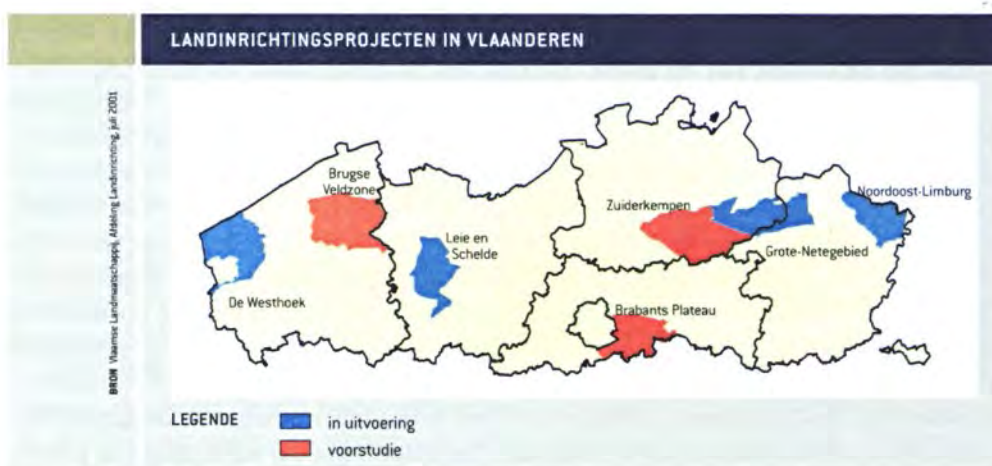 LANDINRICHTINGSPROJECTEN IN VLAANDEREN
BRON Vlaamse Landmaatschappij, Afdeling Landinrichting, juli 2001
Brugse
Veldzone
Leie en
Schelde
De Westhoek
Zuiderkempen
Noordoost-Limburg
Grote-Netegebied
Brabants Plateau
LEGENDE
in uitvoering
voorstudie